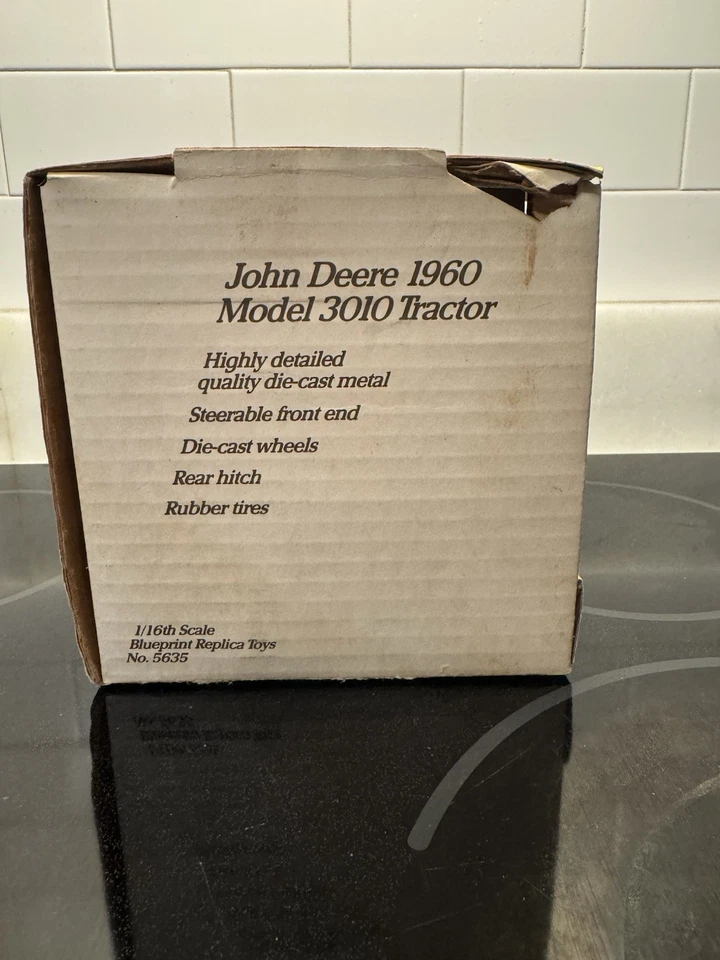 John Deere 1960
Model 3010 Tractor
Highly detailed
quality die-cast metal
Steerable front end
Die-cast wheels
Rear hitch
Rubber tires
1/16th Scale
Blueprint Replica Toys
No. 5635